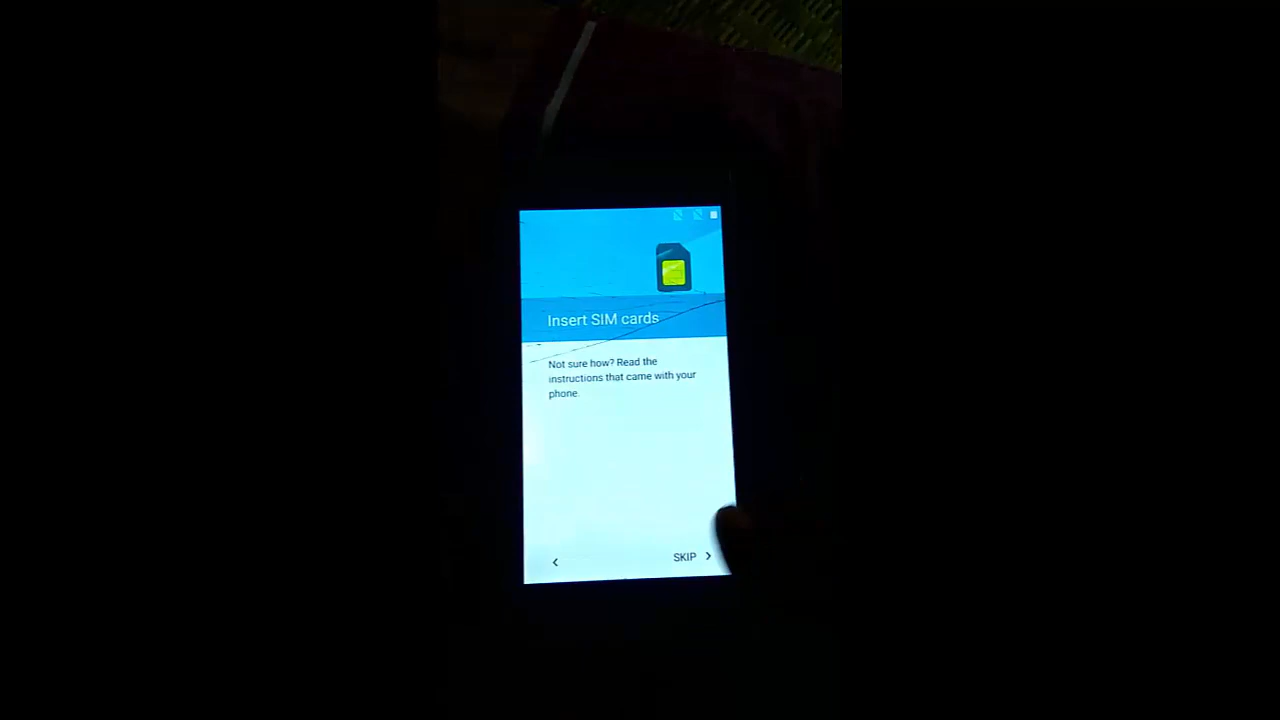 Insert SIM cards
Not sure how? Read the
instructions that came with your
phone.
SKIP